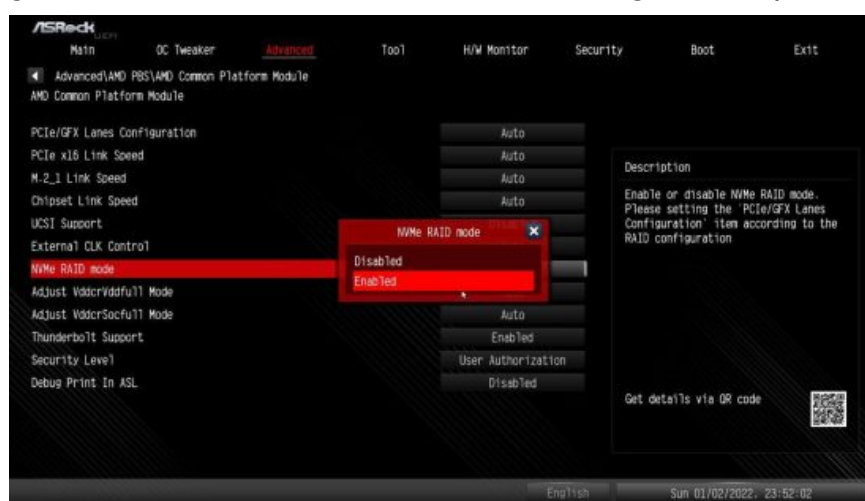 ASRock
UEFI
Main OC Tweaker Advanced Tool H/W Monitor Security Boot Exit
Advanced\AMD PBS\AMD Common Platform Module
AMD Common Platform Module
PCIe/GFX Lanes Configuration Auto
PCIe x16 Link Speed Auto
M.2_1 Link Speed Auto
Chipset Link Speed Auto
UCSI Support
External CLK Control
NVMe RAID mode
Adjust VddcrVddfull Mode
Adjust VddcrSocfull Mode Auto
Thunderbolt Support Enabled
Security Level User Authorization
Debug Print In ASL Disabled
NVMe RAID mode
Disabled
Enabled
Description
Enable or disable NVMe RAID mode.
Please setting the 'PCIe/GFX Lanes
Configuration' item according to the
RAID configuration
Get details via QR code
English Sun 01/02/2022, 23:52:02